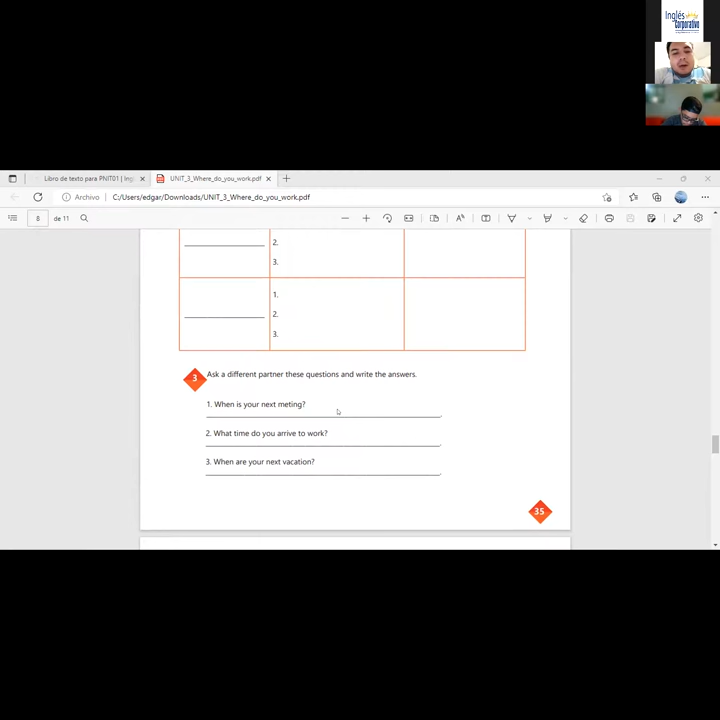 Inglés
Corporativo
Libro de texto para PNIT01 | Ing
UNIT_3_Where_do_you_work.pdf
Archivo
C:/Users/edgar/Downloads/UNIT_3_Where_do_you_work.pdf
8
de 11
2.
3.
1.
2.
3.
3
Ask a different partner these questions and write the answers.
1. When is your next meting?
2. What time do you arrive to work?
3. When are your next vacation?
35